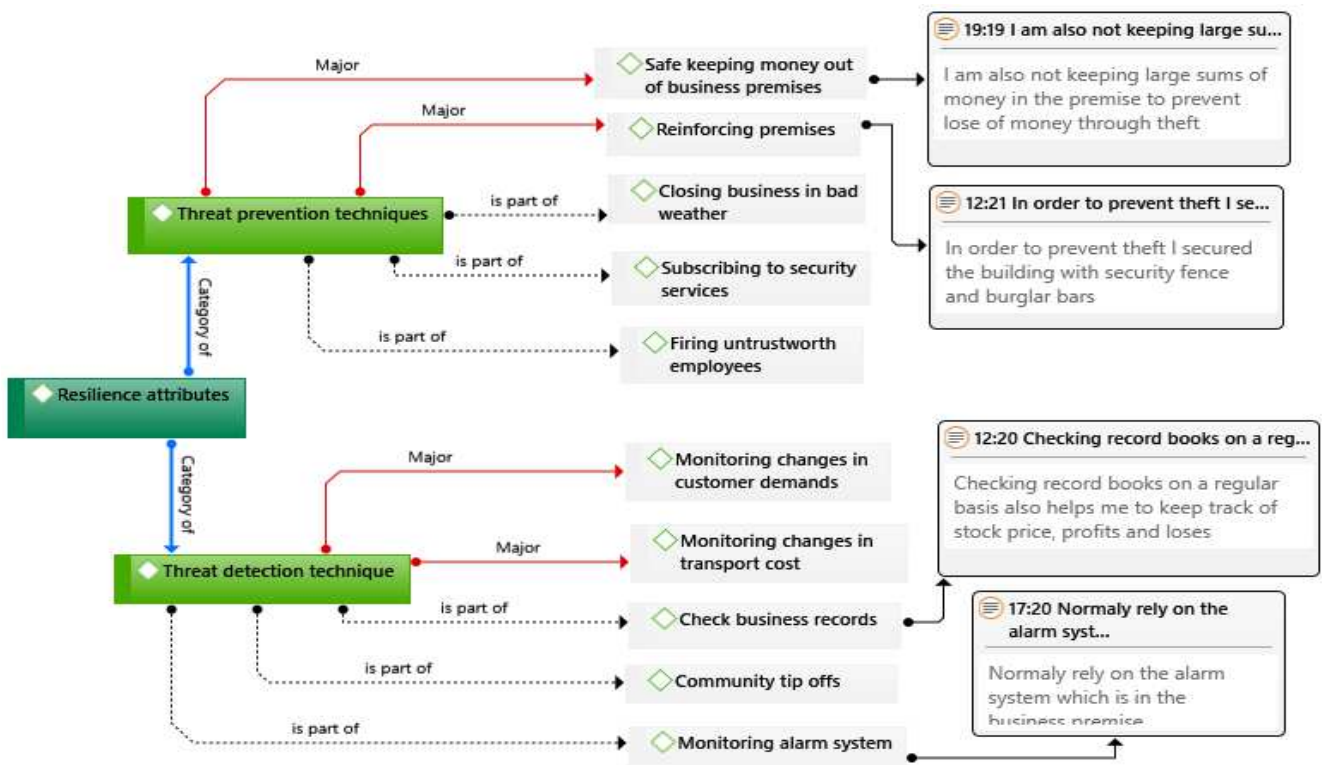 Major
Safe keeping money out
of business premises
19:19 I am also not keeping large su...
I am also not keeping large sums of
money in the premise to prevent
lose of money through theft
Major
Reinforcing premises
Threat prevention techniques
is part of
Closing business in bad
weather
12:21 In order to prevent theft I se...
In order to prevent theft I secured
the building with security fence
and burglar bars
is part of
Subscribing to security
services
is part of
Firing untrustworth
employees
Category of
Resilience attributes
Category of
Major
Monitoring changes in
customer demands
12:20 Checking record books on a reg...
Checking record books on a regular
basis also helps me to keep track of
stock price, profits and loses
Threat detection technique
Major
Monitoring changes in
transport cost
is part of
Check business records
17:20 Normaly rely on the
alarm syst...
Normaly rely on the alarm
system which is in the
business premise
is part of
Community tip offs
is part of
Monitoring alarm system